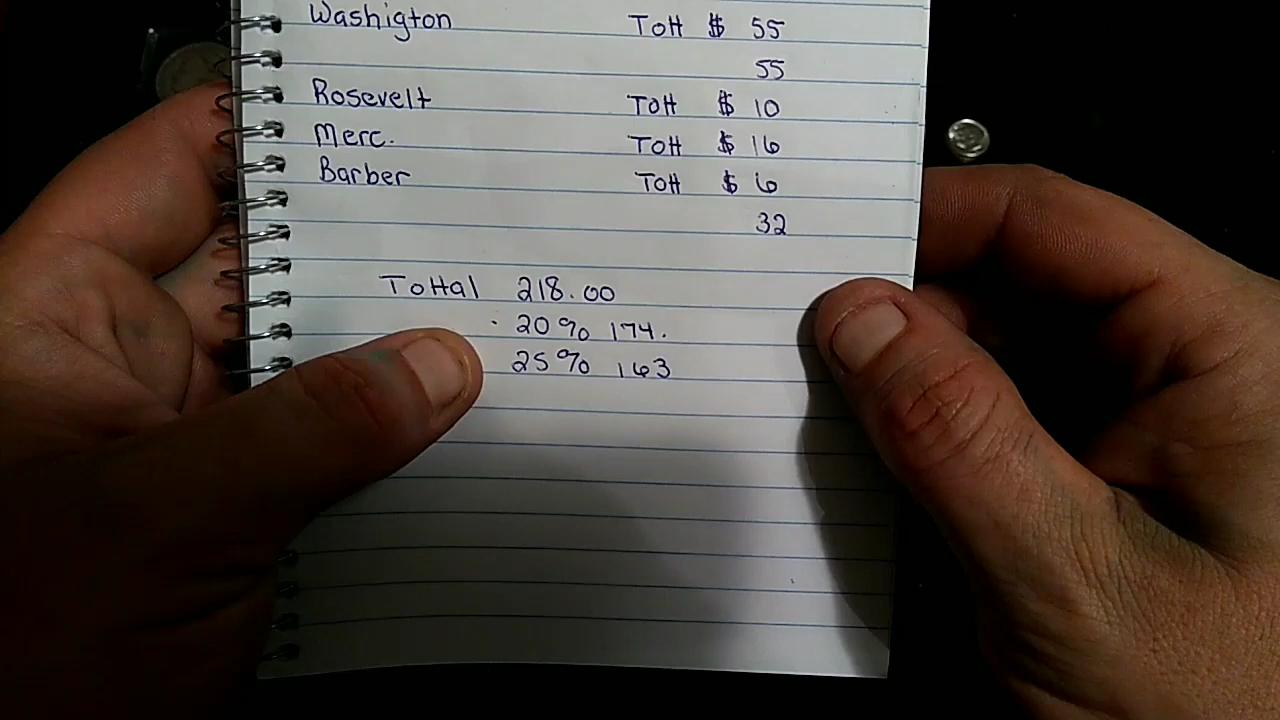 Washigton ToH $ 55
55
Rosevelt ToH $ 10
Merc. ToH $ 16
Barber ToH $ 6
32
ToHal 218.00
20% 174.
25% 163